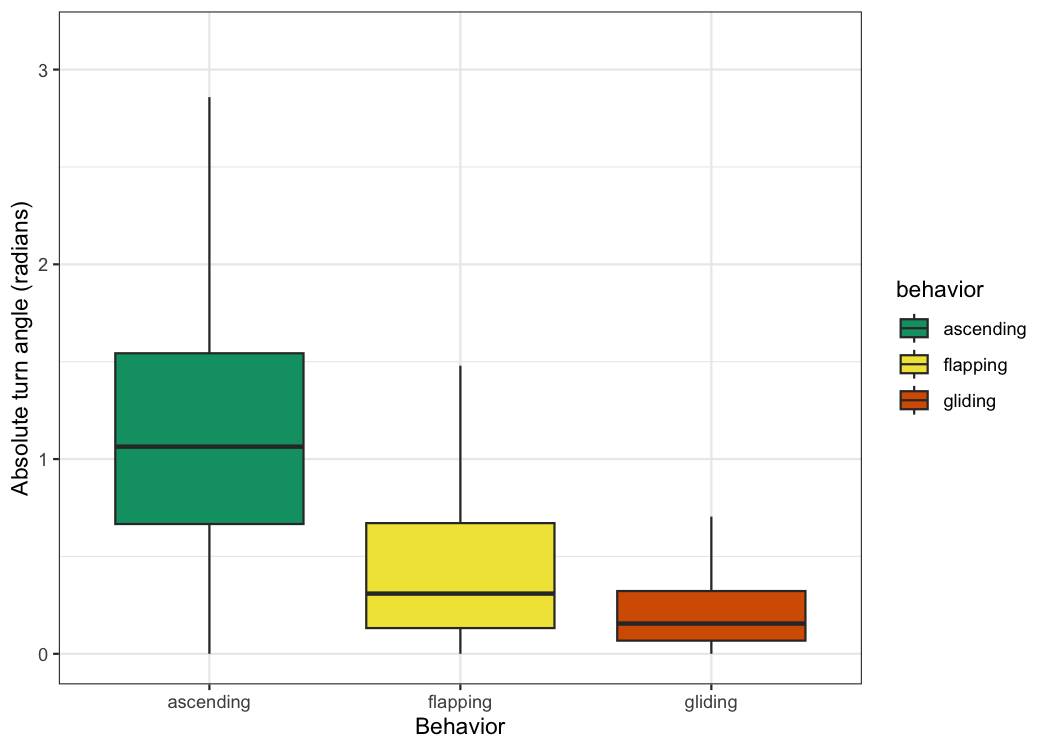 Absolute turn angle (radians)
3
2
1
0
ascending
flapping
gliding
Behavior
behavior
ascending
flapping
gliding